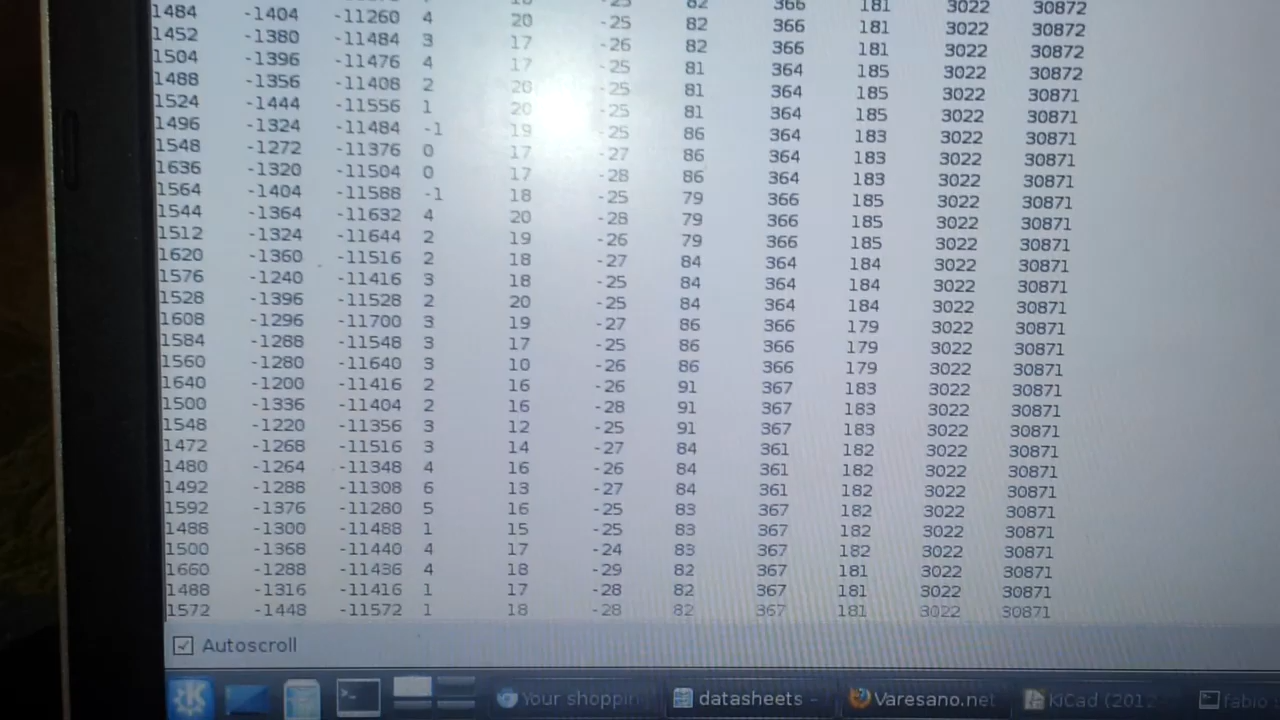 1484 -1404 -11260 4 20 -25 82 366 181 3022 30872
1452 -1380 -11484 3 17 -26 82 366 181 3022 30872
1504 -1396 -11476 4 17 -25 81 364 185 3022 30872
1488 -1356 -11408 2 20 -25 81 364 185 3022 30871
1524 -1444 -11556 1 20 -25 81 364 185 3022 30871
1496 -1324 -11484 -1 19 -25 86 364 183 3022 30871
1548 -1272 -11376 0 17 -27 86 364 183 3022 30871
1636 -1320 -11504 0 17 -28 86 364 183 3022 30871
1564 -1404 -11588 -1 18 -25 79 366 185 3022 30871
1544 -1364 -11632 4 20 -28 79 366 185 3022 30871
1512 -1324 -11644 2 19 -26 79 366 185 3022 30871
1620 -1360 -11516 2 18 -27 84 364 184 3022 30871
1576 -1240 -11416 3 18 -25 84 364 184 3022 30871
1528 -1396 -11528 2 20 -25 84 364 184 3022 30871
1608 -1296 -11700 3 19 -27 86 366 179 3022 30871
1584 -1288 -11548 3 17 -25 86 366 179 3022 30871
1560 -1280 -11640 3 10 -26 86 366 179 3022 30871
1640 -1200 -11416 2 16 -26 91 367 183 3022 30871
1500 -1336 -11404 2 16 -28 91 367 183 3022 30871
1548 -1220 -11356 3 12 -25 91 367 183 3022 30871
1472 -1268 -11516 3 14 -27 84 361 182 3022 30871
1480 -1264 -11348 4 16 -26 84 361 182 3022 30871
1492 -1288 -11308 6 13 -27 84 361 182 3022 30871
1592 -1376 -11280 5 16 -25 83 367 182 3022 30871
1488 -1300 -11488 1 15 -25 83 367 182 3022 30871
1500 -1368 -11440 4 17 -24 83 367 182 3022 30871
1660 -1288 -11436 4 18 -29 82 367 181 3022 30871
1488 -1316 -11416 1 17 -28 82 367 181 3022 30871
1572 -1448 -11572 1 18 -28 82 367 181 3022 30871
Autoscroll
Your shoppin datasheets - Varesano.net KiCad (2012 fabio